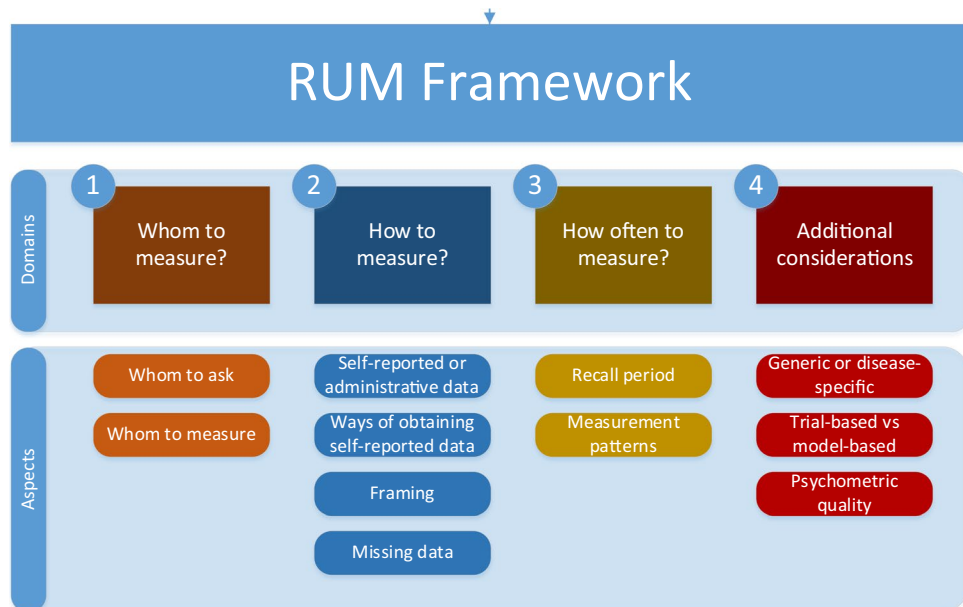 RUM Framework
Domains
1
Whom to
measure?
2
How to
measure?
3
How often to
measure?
4
Additional
considerations
Aspects
Whom to ask
Whom to measure
Self-reported or
administrative data
Ways of obtaining
self-reported data
Framing
Missing data
Recall period
Measurement
patterns
Generic or disease-
specific
Trial-based vs
model-based
Psychometric
quality